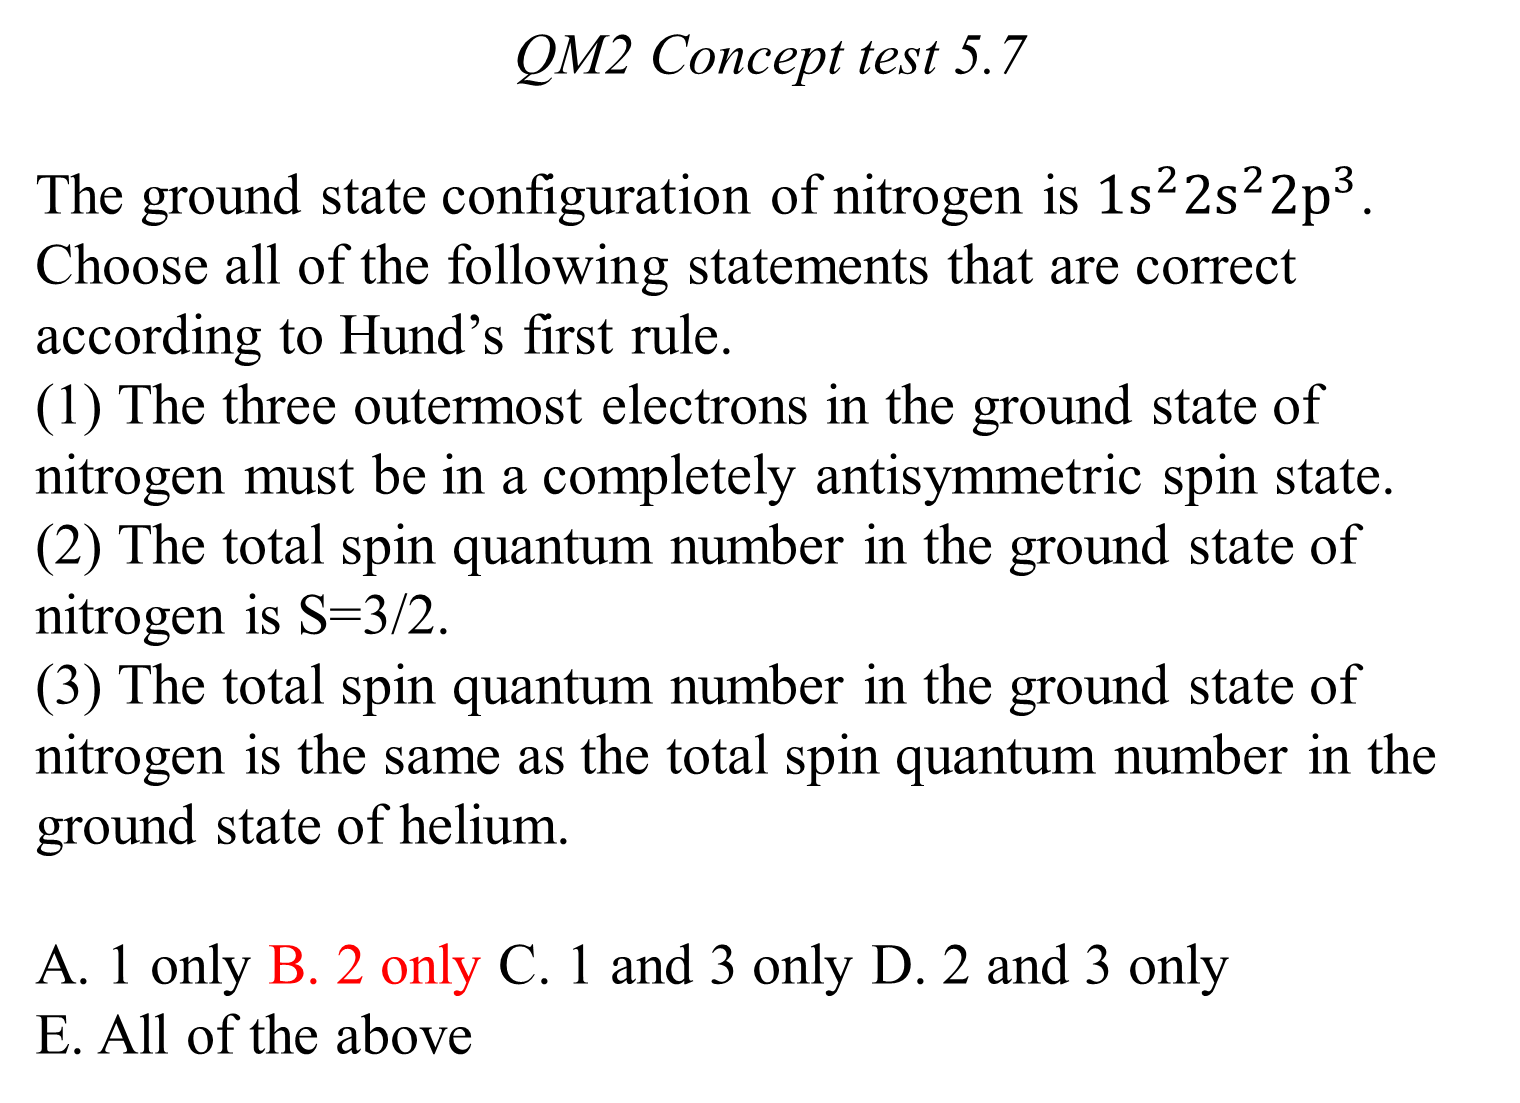 QM2 Concept test 5.7
The ground state configuration of nitrogen is 1s²2s²2p³.
Choose all of the following statements that are correct
according to Hund’s first rule.
(1) The three outermost electrons in the ground state of
nitrogen must be in a completely antisymmetric spin state.
(2) The total spin quantum number in the ground state of
nitrogen is S=3/2.
(3) The total spin quantum number in the ground state of
nitrogen is the same as the total spin quantum number in the
ground state of helium.
A. 1 only B. 2 only C. 1 and 3 only D. 2 and 3 only
E. All of the above